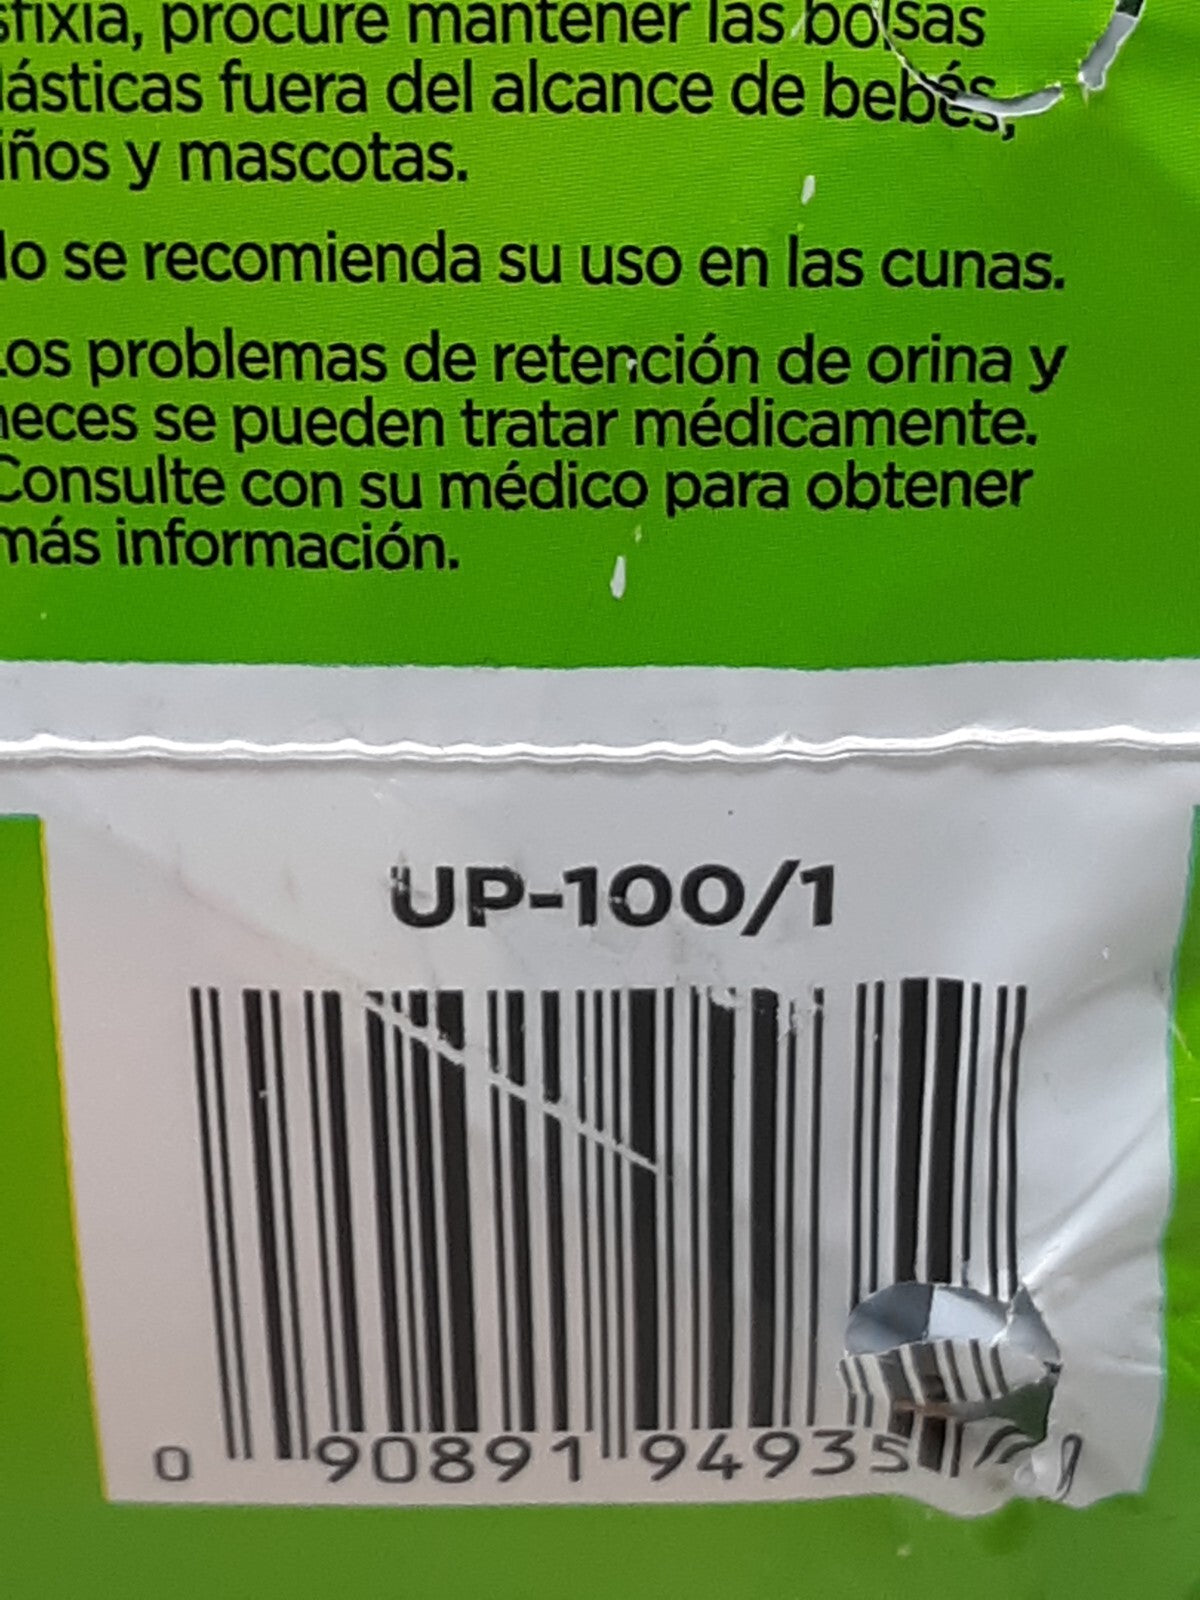 sfixia, procure mantener las bolsas
lásticas fuera del alcance de bebés,
iños y mascotas.
No se recomienda su uso en las cunas.
Los problemas de retención de orina y
heces se pueden tratar médicamente.
Consulte con su médico para obtener
más información.
UP-100/1
0 90891 94935